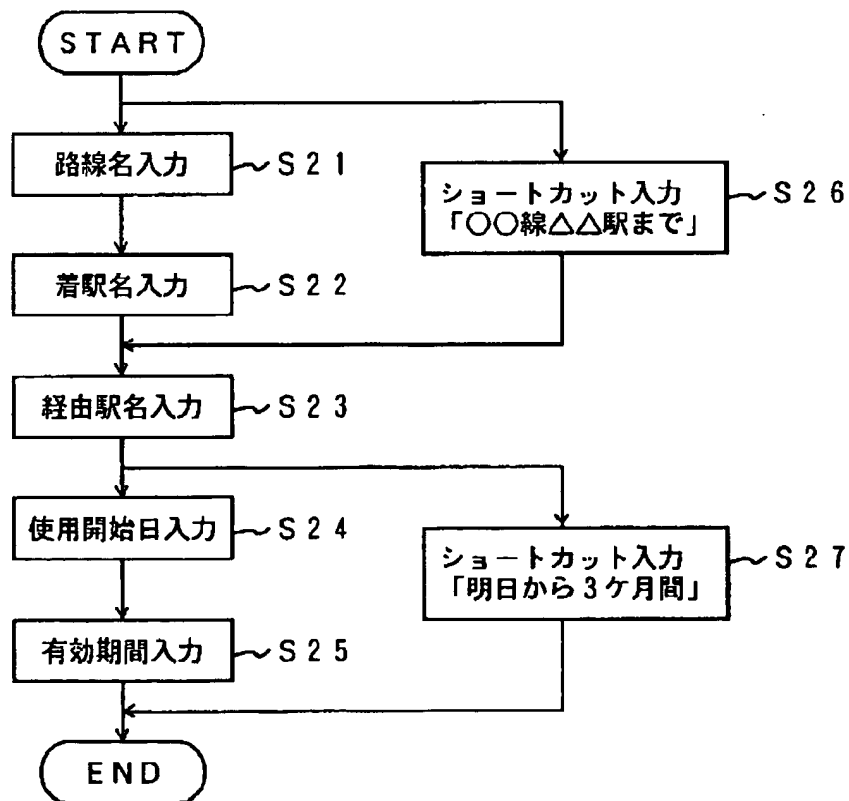 START
路線名入力
S21
ショートカット入力
「○○線△△駅まで」
S26
着駅名入力
S22
経由駅名入力
S23
使用開始日入力
S24
ショートカット入力
「明日から3ケ月間」
S27
有効期間入力
S25
END